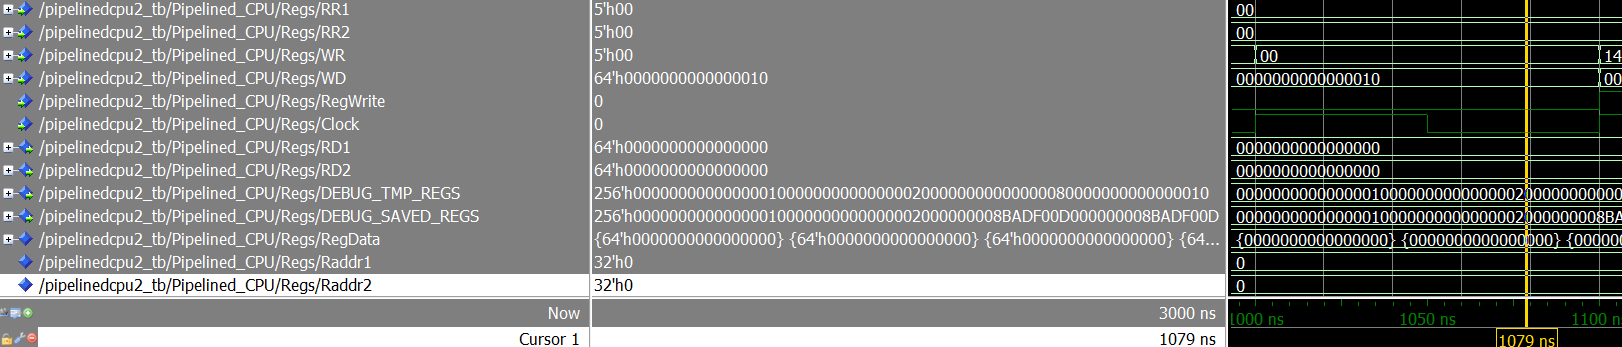 /pipelinedcpu2_tb/Pipelined_CPU/Regs/RR1 5'h00 00
/pipelinedcpu2_tb/Pipelined_CPU/Regs/RR2 5'h00 00
/pipelinedcpu2_tb/Pipelined_CPU/Regs/WR 5'h00 00 14
/pipelinedcpu2_tb/Pipelined_CPU/Regs/WD 64'h0000000000000010 0000000000000010 00
/pipelinedcpu2_tb/Pipelined_CPU/Regs/RegWrite 0
/pipelinedcpu2_tb/Pipelined_CPU/Regs/Clock 0
/pipelinedcpu2_tb/Pipelined_CPU/Regs/RD1 64'h0000000000000000 0000000000000000
/pipelinedcpu2_tb/Pipelined_CPU/Regs/RD2 64'h0000000000000000 0000000000000000
/pipelinedcpu2_tb/Pipelined_CPU/Regs/DEBUG_TMP_REGS 256'h0000000000000001000000000000000200000000000000080000000000000010 0000000000000001000000000000000200000000000
/pipelinedcpu2_tb/Pipelined_CPU/Regs/DEBUG_SAVED_REGS 256'h00000000000000010000000000000002000000008BADF00D000000008BADF00D 00000000000000010000000000000002000000008BA
/pipelinedcpu2_tb/Pipelined_CPU/Regs/RegData {64'h0000000000000000} {64'h0000000000000000} {64'h0000000000000000} {64... {0000000000000000} {0000000000000000} {00000
/pipelinedcpu2_tb/Pipelined_CPU/Regs/Raddr1 32'h0 0
/pipelinedcpu2_tb/Pipelined_CPU/Regs/Raddr2 32'h0 0
Now 3000 ns 1000 ns 1050 ns 1100 ns
Cursor 1 1079 ns 1079 ns